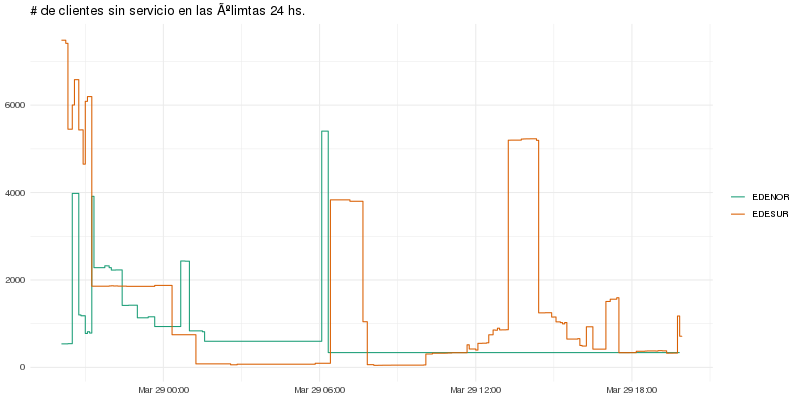 # de clientes sin servicio en las Ãºlimtas 24 hs.
6000
4000
2000
0
Mar 29 00:00
Mar 29 06:00
Mar 29 12:00
Mar 29 18:00
EDENOR
EDESUR